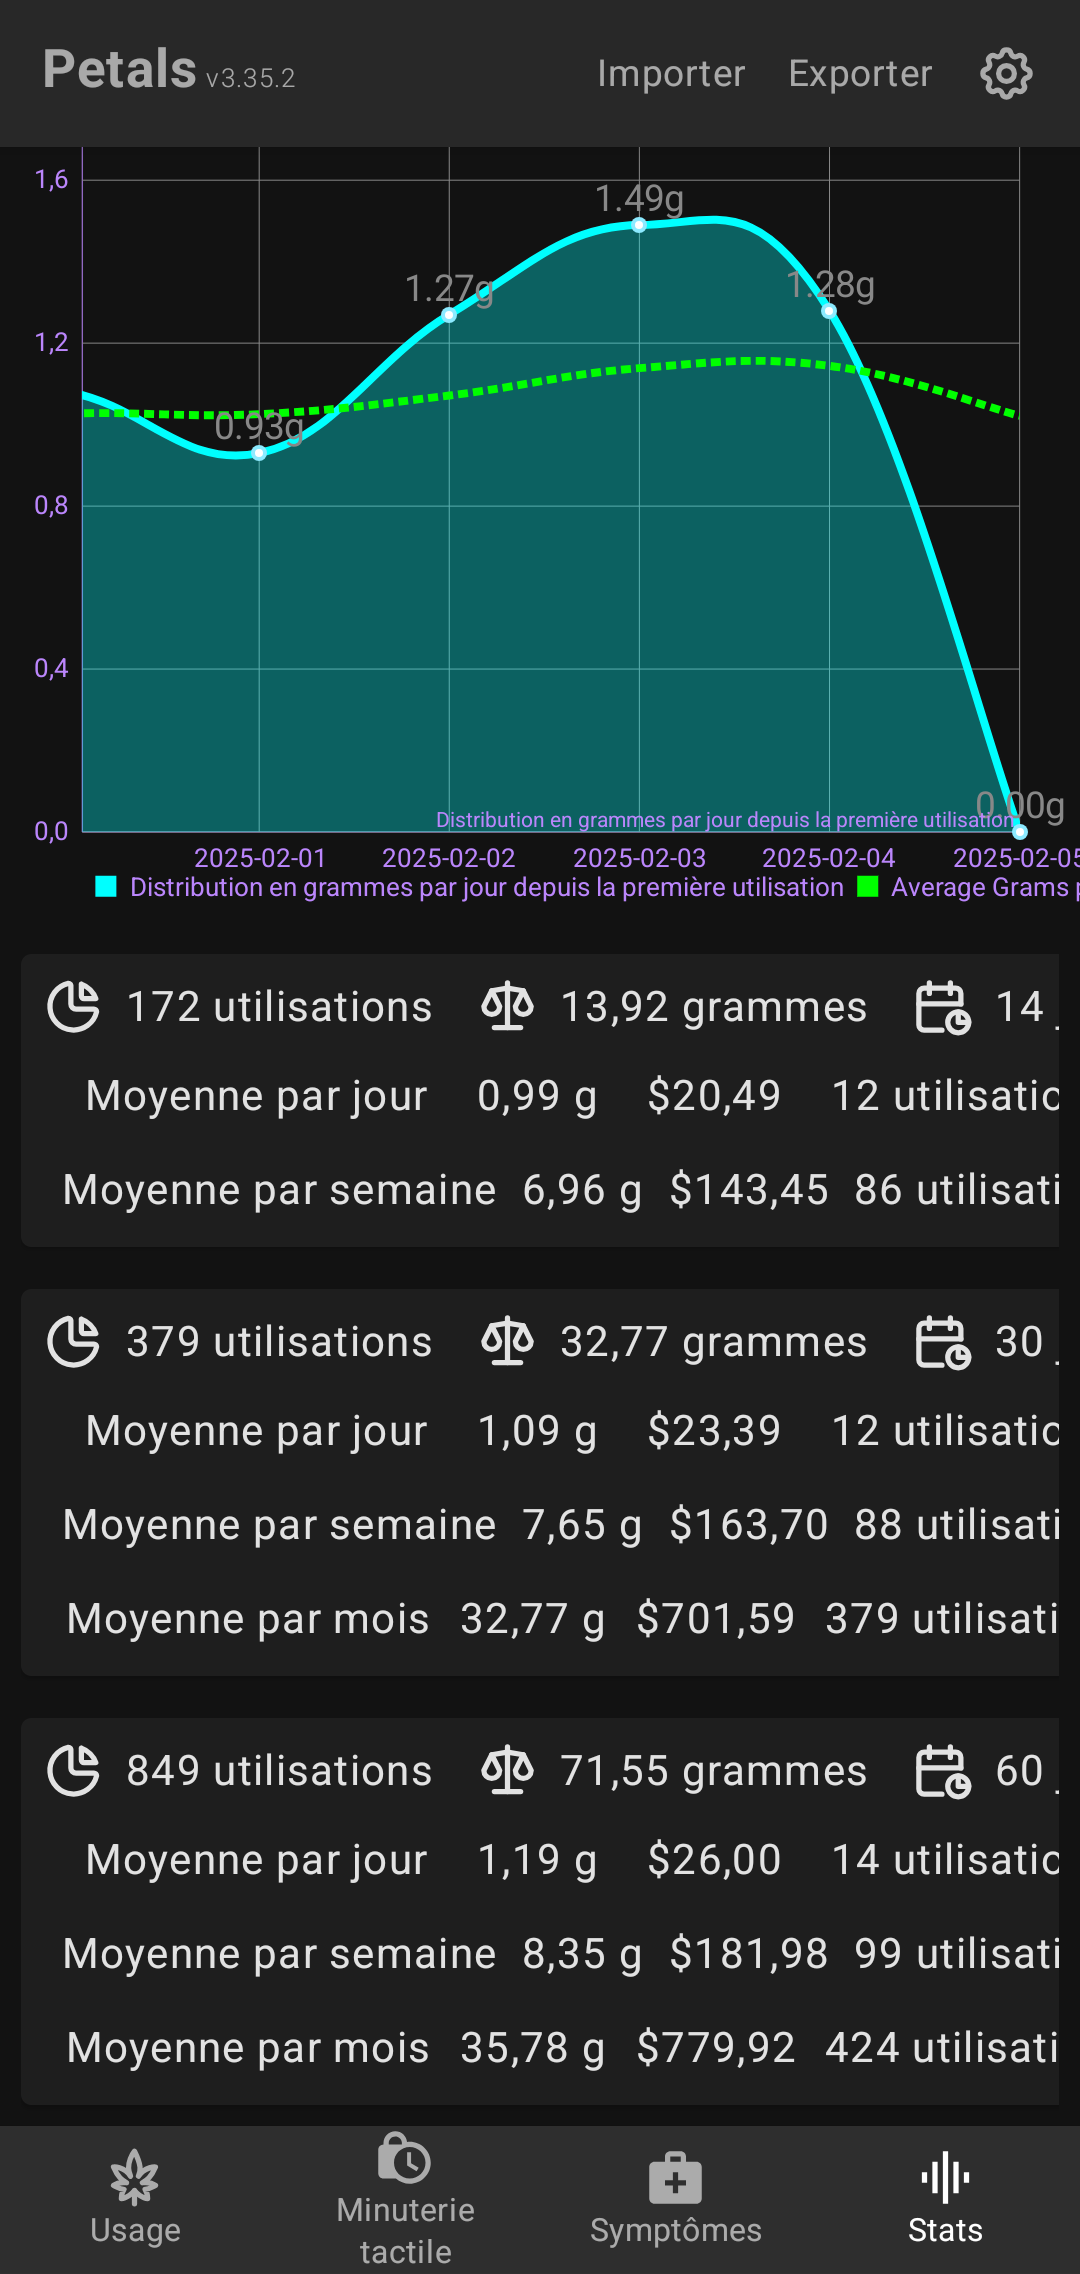 Petals v3.35.2 Importer Exporter
1,6
1.49g
1.27g
1.28g
1,2
0.93g
0,8
0,4
0.00g
Distribution en grammes par jour depuis la première utilisation
0,0
2025-02-01 2025-02-02 2025-02-03 2025-02-04 2025-02-05
Distribution en grammes par jour depuis la première utilisation Average Grams
172 utilisations 13,92 grammes 14
Moyenne par jour 0,99 g $20,49 12 utilisatio
Moyenne par semaine 6,96 g $143,45 86 utilisati
379 utilisations 32,77 grammes 30
Moyenne par jour 1,09 g $23,39 12 utilisatio
Moyenne par semaine 7,65 g $163,70 88 utilisati
Moyenne par mois 32,77 g $701,59 379 utilisati
849 utilisations 71,55 grammes 60
Moyenne par jour 1,19 g $26,00 14 utilisatio
Moyenne par semaine 8,35 g $181,98 99 utilisati
Moyenne par mois 35,78 g $779,92 424 utilisati
Usage
Minuterie
tactile
Symptômes
Stats